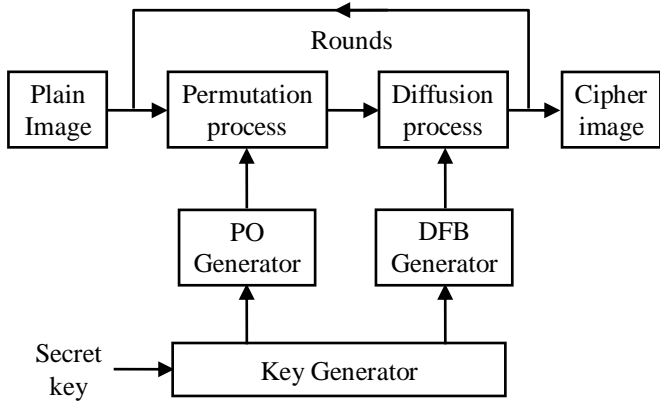 Rounds
Plain
Image
Permutation
process
Diffusion
process
Cipher
image
PO
Generator
DFB
Generator
Secret
key
Key Generator